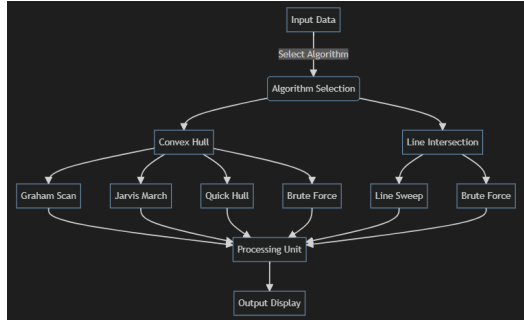 Input Data
Select Algorithm
Algorithm Selection
Convex Hull
Line Intersection
Graham Scan
Jarvis March
Quick Hull
Brute Force
Line Sweep
Brute Force
Processing Unit
Output Display